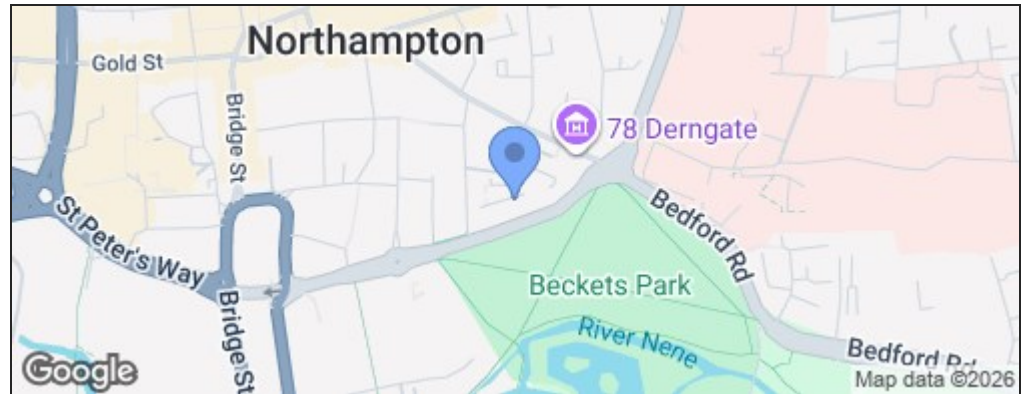 Northampton
Gold St
Bridge St
78 Derngate
St Peter's Way
Bedford Rd
Beckets Park
Bridge St
River Nene
Bedford Rd
Google
Map data ©2026